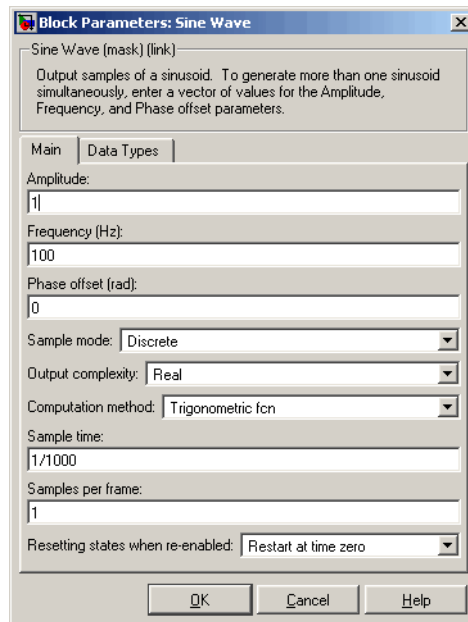 Block Parameters: Sine Wave
Sine Wave (mask) (link)
Output samples of a sinusoid. To generate more than one sinusoid
simultaneously, enter a vector of values for the Amplitude,
Frequency, and Phase offset parameters.
Main Data Types
Amplitude:
1
Frequency (Hz):
100
Phase offset (rad):
0
Sample mode: Discrete
Output complexity: Real
Computation method: Trigonometric fcn
Sample time:
1/1000
Samples per frame:
1
Resetting states when re-enabled: Restart at time zero
OK Cancel Help